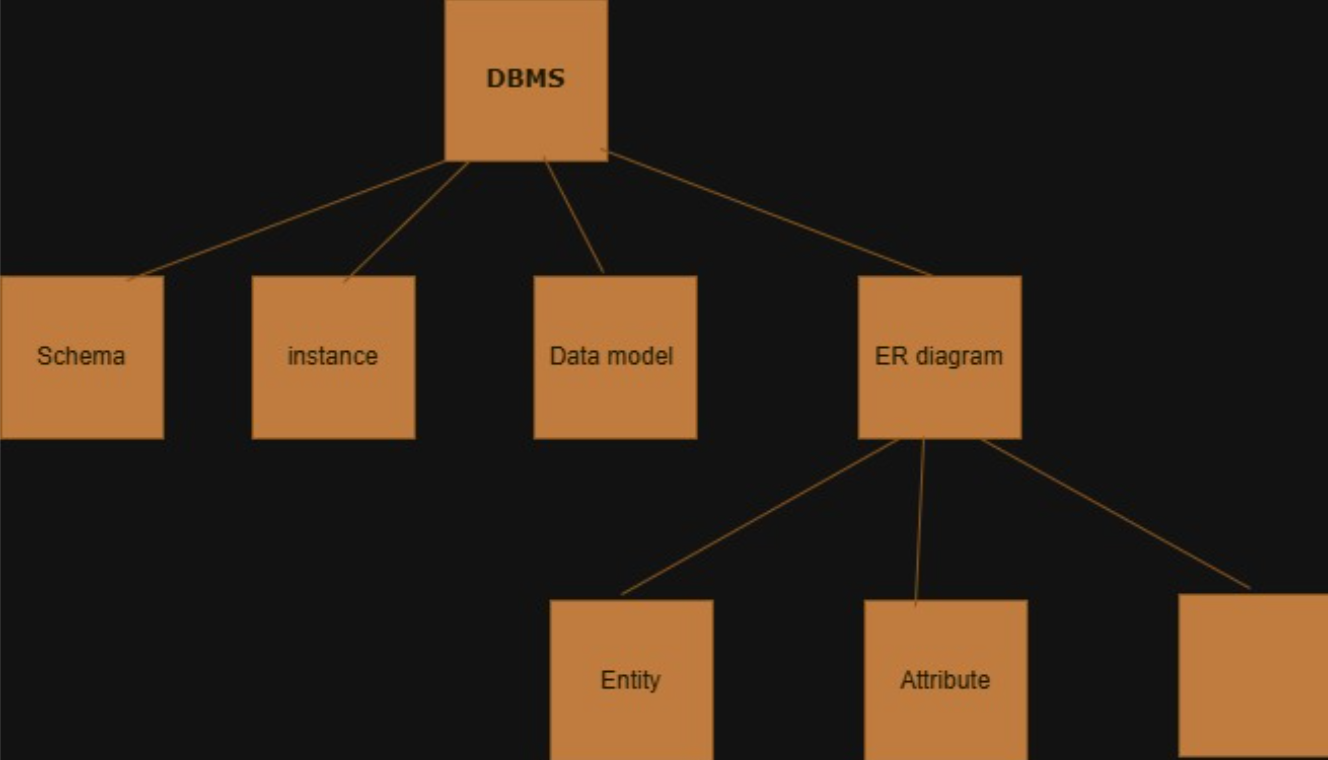 DBMS
Schema
instance
Data model
ER diagram
Entity
Attribute